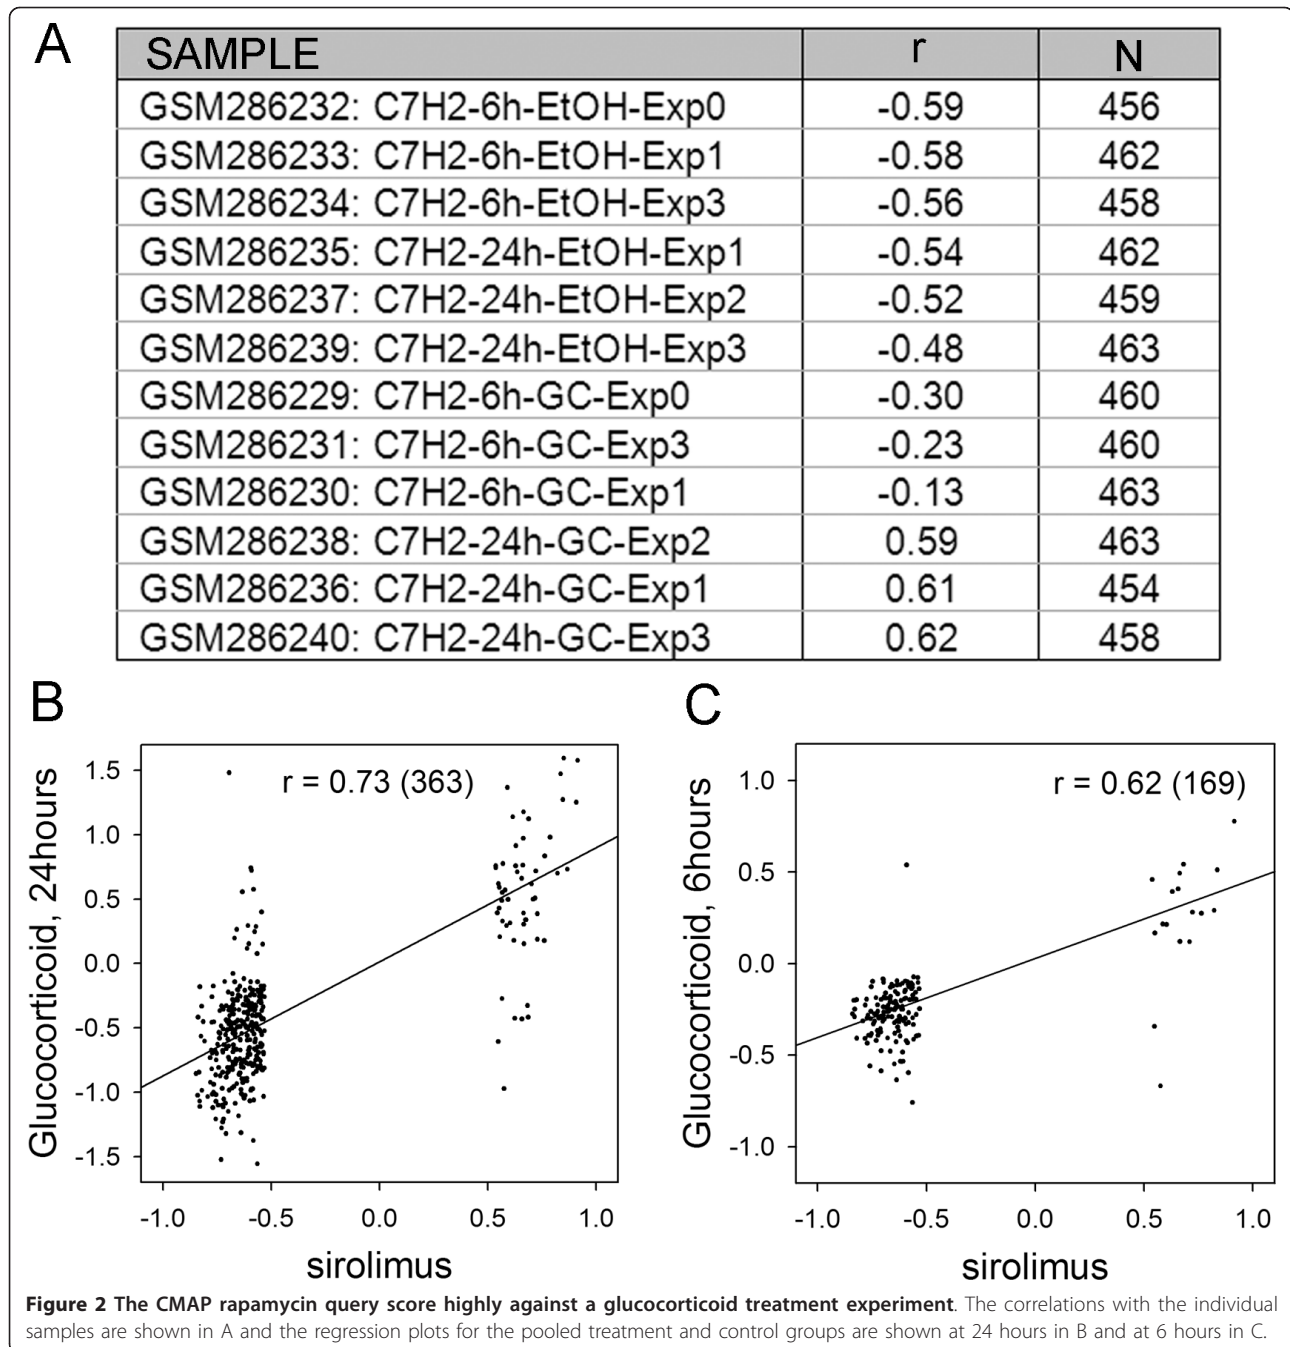 A
SAMPLE r N
GSM286232: C7H2-6h-EtOH-Exp0 -0.59 456
GSM286233: C7H2-6h-EtOH-Exp1 -0.58 462
GSM286234: C7H2-6h-EtOH-Exp3 -0.56 458
GSM286235: C7H2-24h-EtOH-Exp1 -0.54 462
GSM286237: C7H2-24h-EtOH-Exp2 -0.52 459
GSM286239: C7H2-24h-EtOH-Exp3 -0.48 463
GSM286229: C7H2-6h-GC-Exp0 -0.30 460
GSM286231: C7H2-6h-GC-Exp3 -0.23 460
GSM286230: C7H2-6h-GC-Exp1 -0.13 463
GSM286238: C7H2-24h-GC-Exp2 0.59 463
GSM286236: C7H2-24h-GC-Exp1 0.61 454
GSM286240: C7H2-24h-GC-Exp3 0.62 458
B
r = 0.73 (363)
Glucocorticoid, 24hours
1.5
1.0
0.5
0.0
-0.5
-1.0
-1.5
-1.0 -0.5 0.0 0.5 1.0
sirolimus
C
r = 0.62 (169)
Glucocorticoid, 6hours
1.0
0.5
0.0
-0.5
-1.0
-1.0 -0.5 0.0 0.5 1.0
sirolimus
Figure 2 The CMAP rapamycin query score highly against a glucocorticoid treatment experiment. The correlations with the individual
samples are shown in A and the regression plots for the pooled treatment and control groups are shown at 24 hours in B and at 6 hours in C.